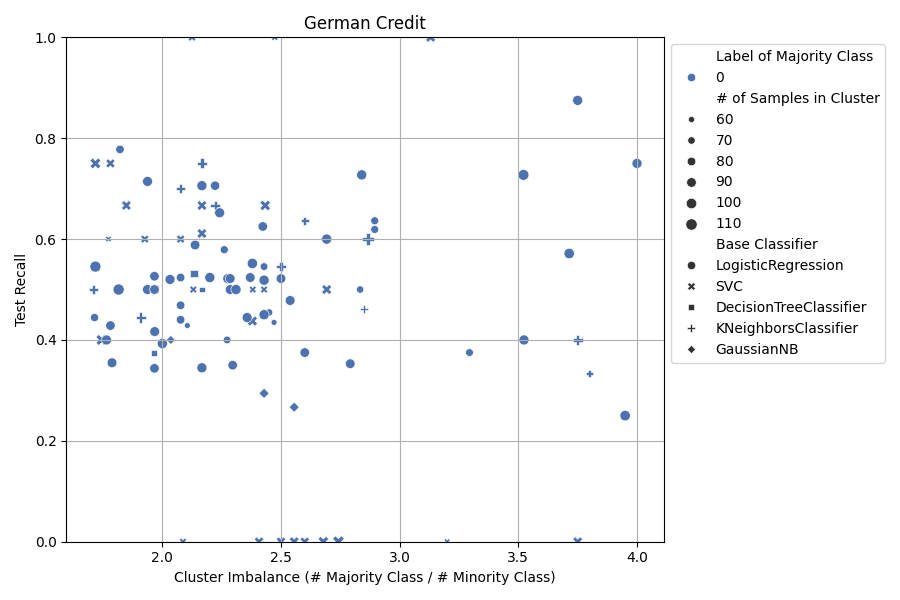 German Credit
Test Recall
1.0
0.8
0.6
0.4
0.2
0.0
2.0
2.5
3.0
3.5
4.0
Cluster Imbalance (# Majority Class / # Minority Class)
Label of Majority Class
0
# of Samples in Cluster
60
70
80
90
100
110
Base Classifier
LogisticRegression
SVC
DecisionTreeClassifier
KNeighborsClassifier
GaussianNB